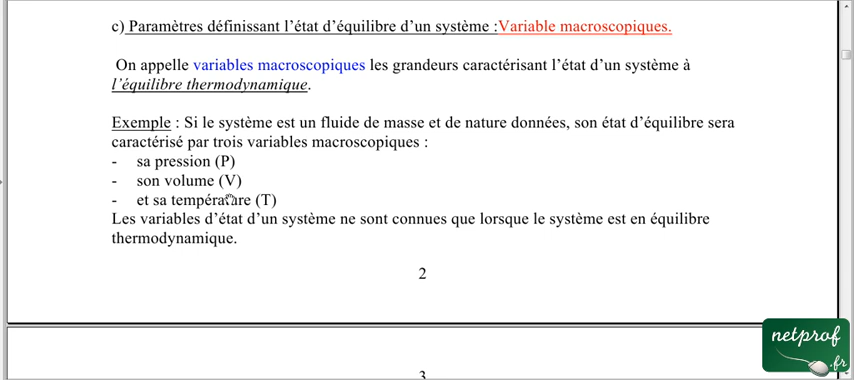 c) Paramètres définissant l'état d'équilibre d'un système :Variable macroscopiques.
On appelle variables macroscopiques les grandeurs caractérisant l'état d'un système à
l'équilibre thermodynamique.
Exemple : Si le système est un fluide de masse et de nature données, son état d'équilibre sera
caractérisé par trois variables macroscopiques :
- sa pression (P)
- son volume (V)
- et sa température (T)
Les variables d'état d'un système ne sont connues que lorsque le système est en équilibre
thermodynamique.
2
netprof
.fr
3